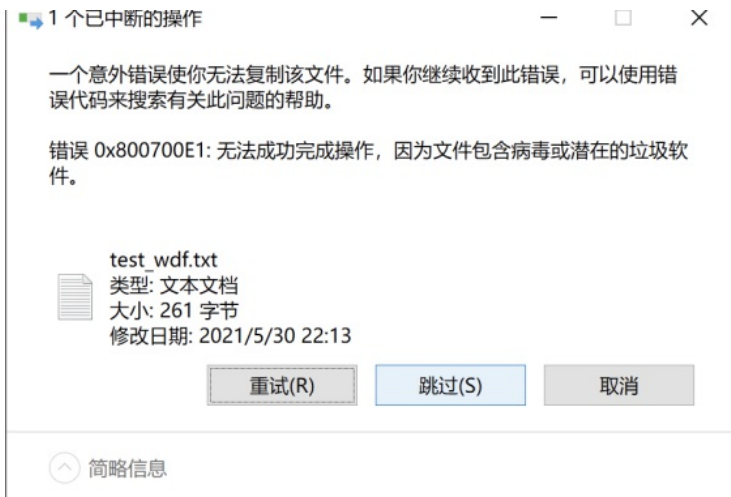 1 个已中断的操作
一个意外错误使你无法复制该文件。如果你继续收到此错误，可以使用错
误代码来搜索有关此问题的帮助。
错误 0x800700E1: 无法成功完成操作，因为文件包含病毒或潜在的垃圾软
件。
test_wdf.txt
类型: 文本文档
大小: 261 字节
修改日期: 2021/5/30 22:13
重试(R) 跳过(S) 取消
简略信息